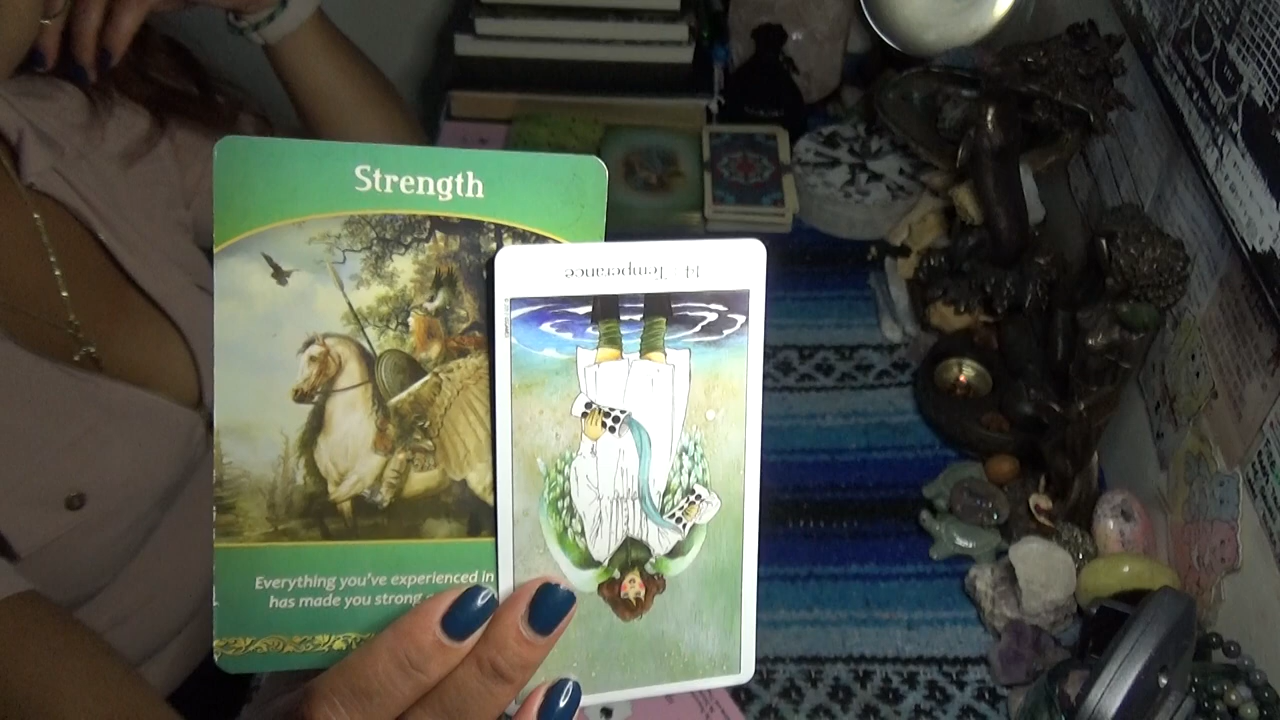 Strength
14 - Temperance
Everything you've experienced in
has made you strong